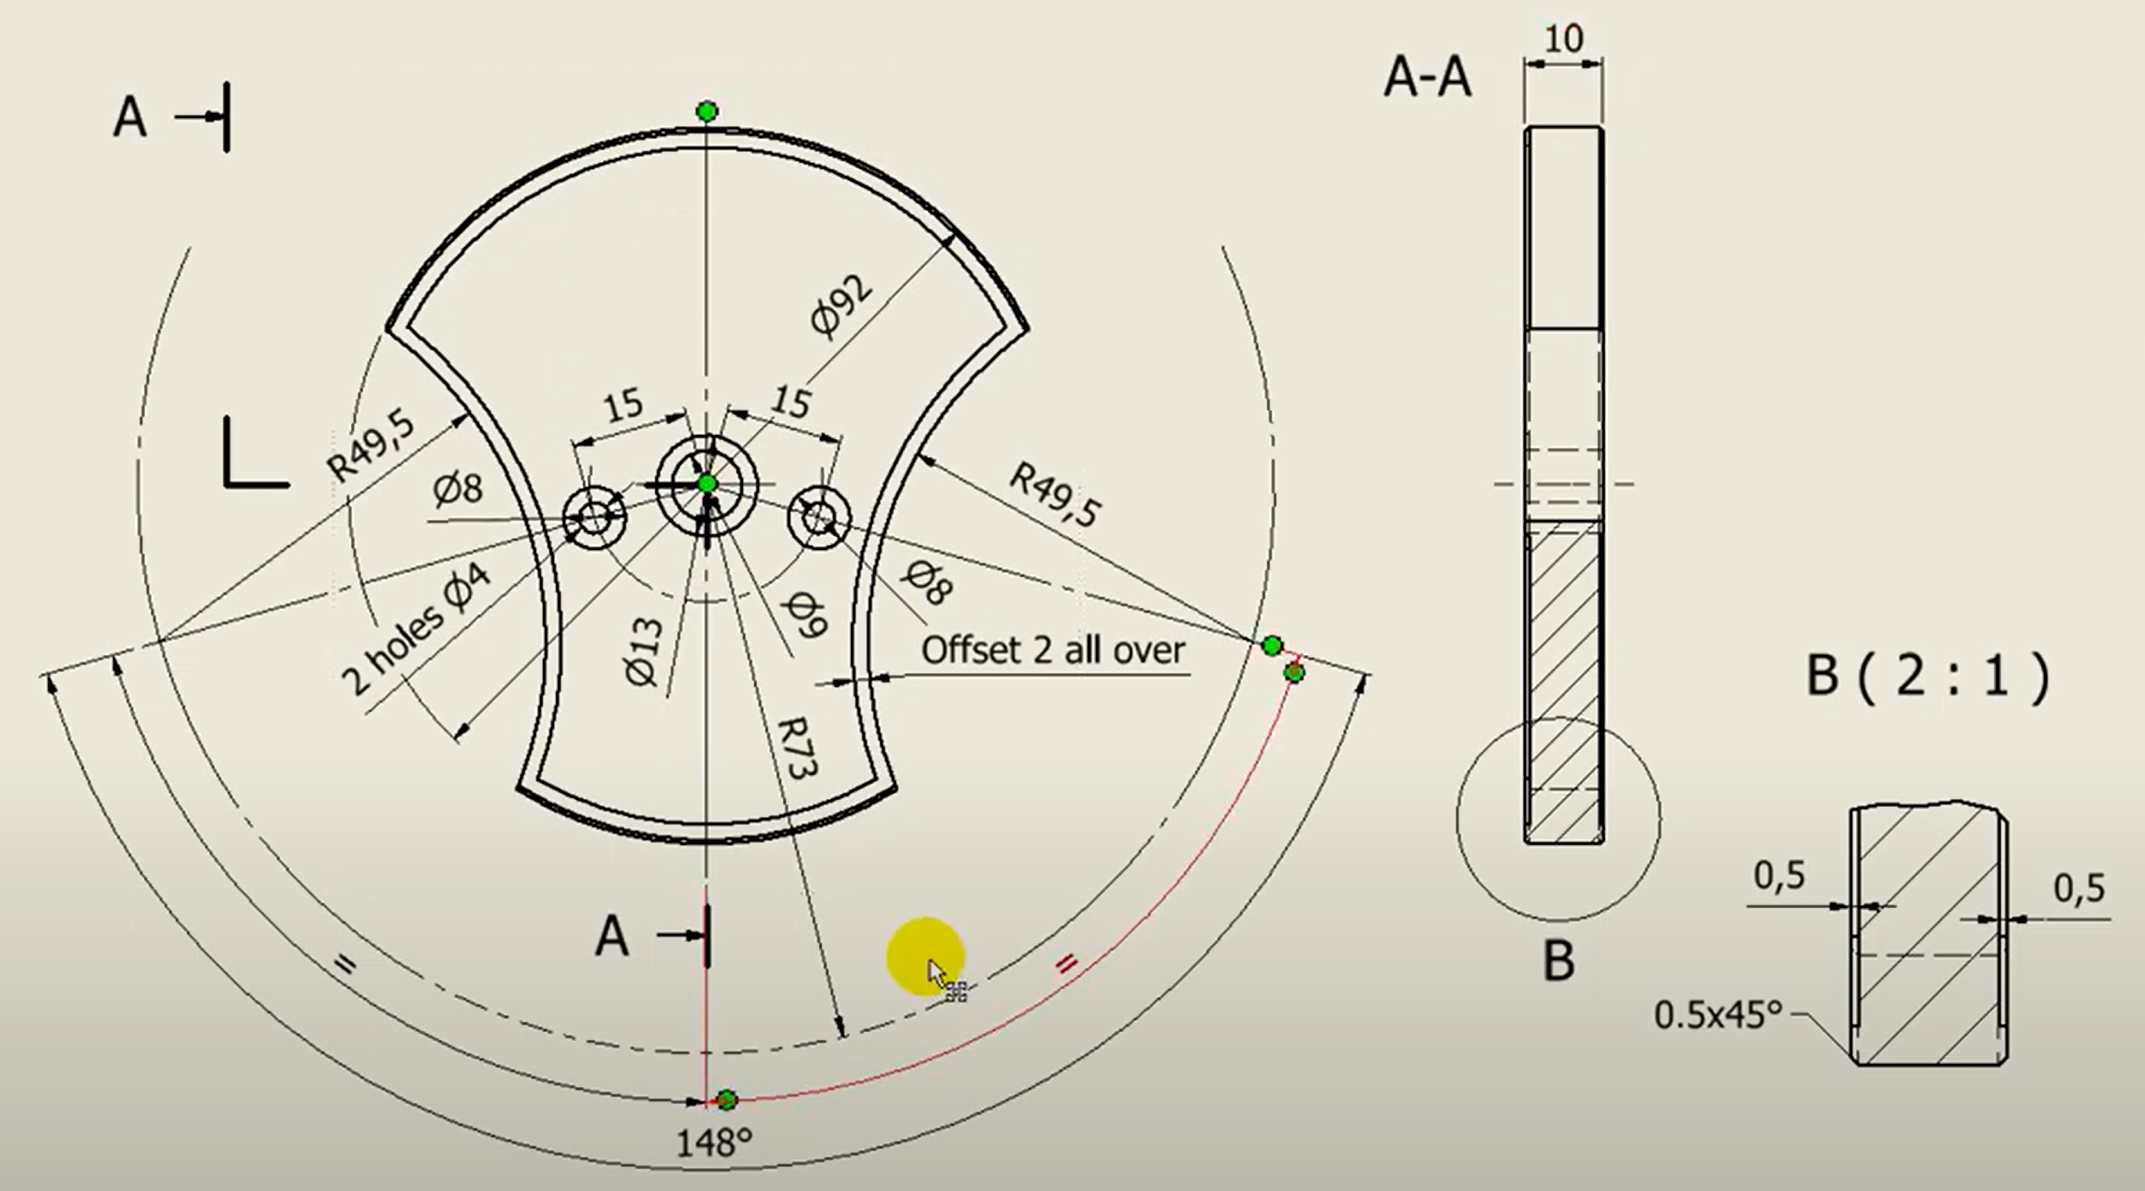 10
A-A
A
Ø92
15
15
R49,5
Ø8
R49,5
2 holes Ø4
Ø13
Ø9
Ø8
Offset 2 all over
R73
B ( 2 : 1 )
0,5
0,5
A
B
0.5x45°
=
=
148°